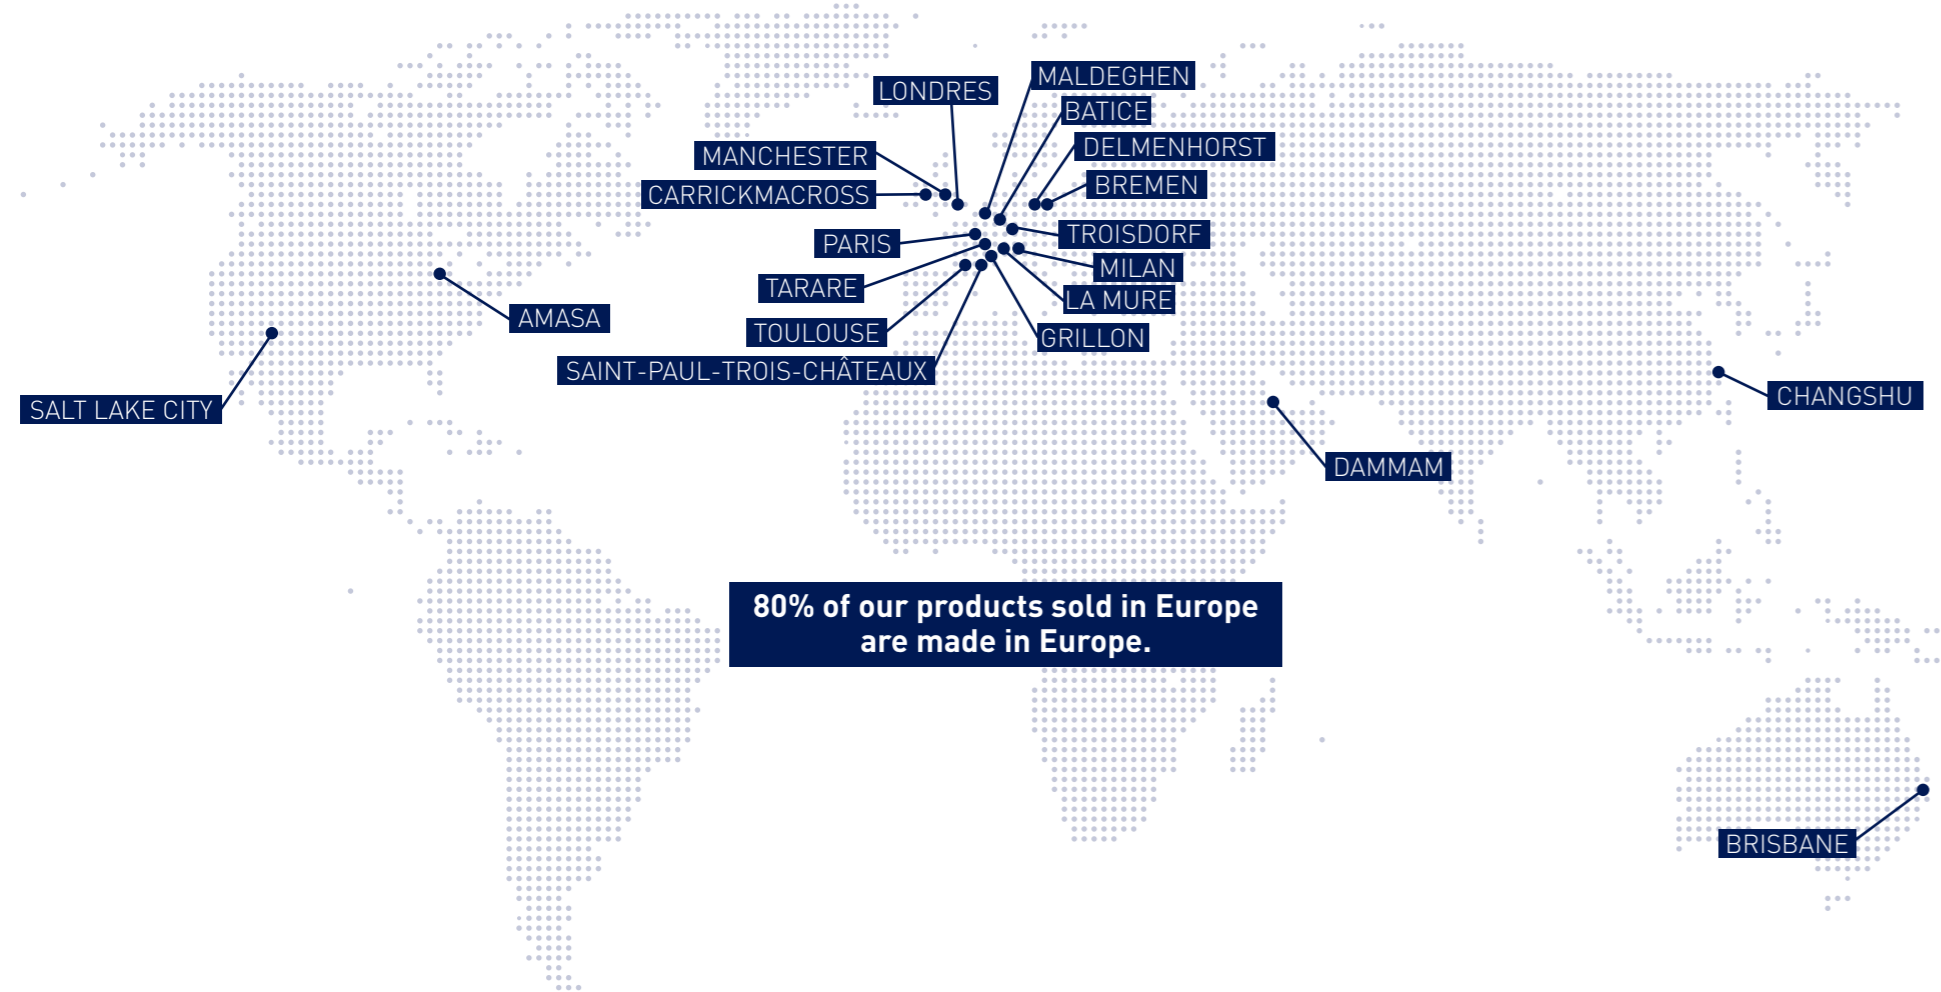 MALDEGHEN
LONDRES
BATICE
DELMENHORST
MANCHESTER
BREMEN
CARRICKMACROSS
TROISDORF
PARIS
MILAN
TARARE
LA MURE
AMASA
TOULOUSE
GRILLON
SAINT-PAUL-TROIS-CHÂTEAUX
SALT LAKE CITY
CHANGSHU
DAMMAM
80% of our products sold in Europe
are made in Europe.
BRISBANE